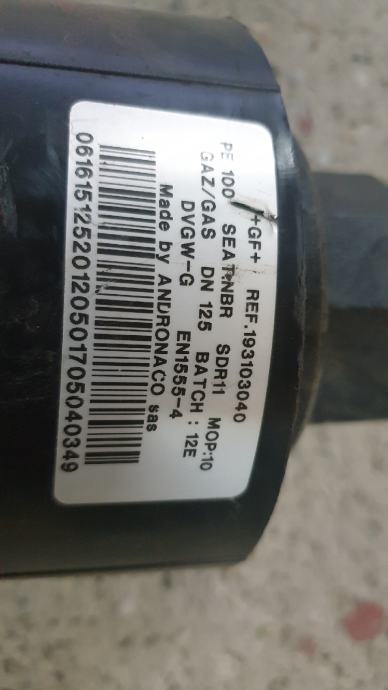 +GF+ REF.193103040
PE 100 SEAT:NBR SDR11 MOP:10
GAZ/GAS DN 125 BATCH : 12E
DVGW-G EN1555-4
Made by ANDRONACO sas
06161512520120501705040349